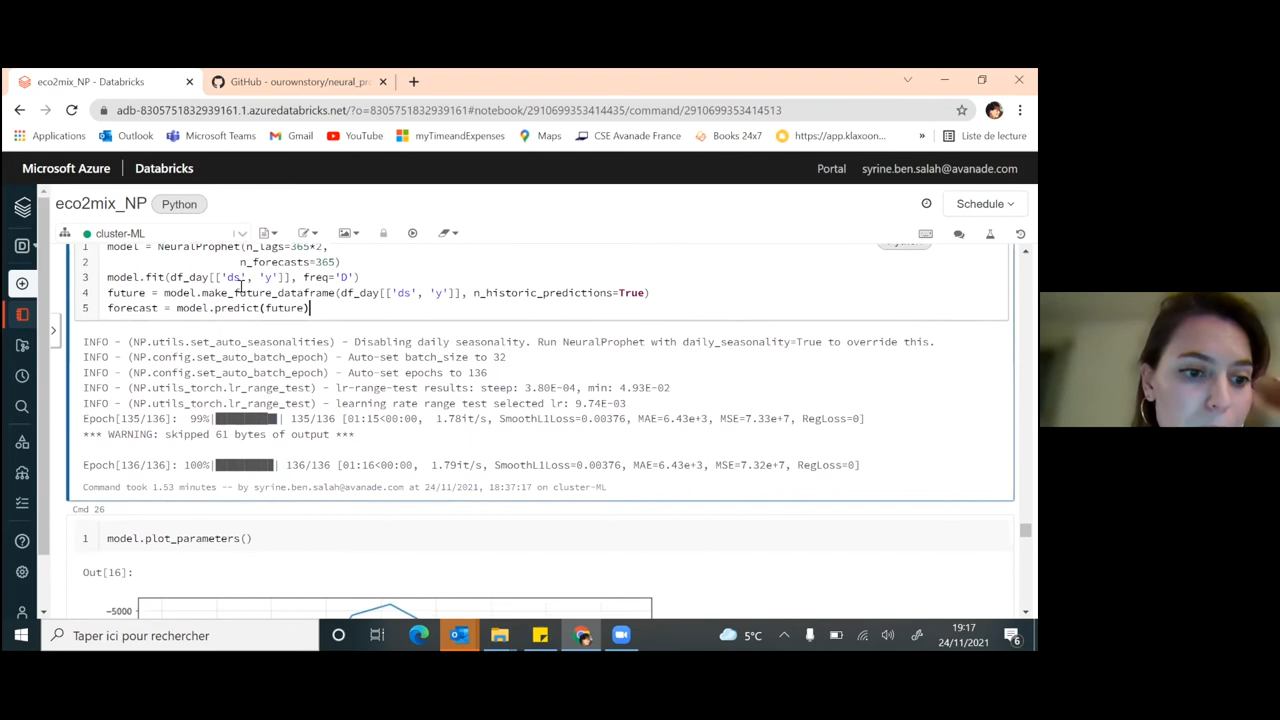 eco2mix_NP - Databricks
GitHub - ourownstory/neural_pro
adb-8305751832939161.1.azuredatabricks.net/?o=8305751832939161#notebook/2910699353414435/command/2910699353414513
Applications Outlook Microsoft Teams Gmail YouTube myTimeandExpenses Maps CSE Avanade France Books 24x7 https://app.klaxoon... » Liste de lecture
Microsoft Azure Databricks Portal syrine.ben.salah@avanade.com
eco2mix_NP Python Schedule
cluster-ML
1 model = NeuralProphet(n_lags=365*2,
2 n_forecasts=365)
3 model.fit(df_day[['ds', 'y']], freq='D')
4 future = model.make_future_dataframe(df_day[['ds', 'y']], n_historic_predictions=True)
5 forecast = model.predict(future)
INFO - (NP.utils.set_auto_seasonalities) - Disabling daily seasonality. Run NeuralProphet with daily_seasonality=True to override this.
INFO - (NP.config.set_auto_batch_epoch) - Auto-set batch_size to 32
INFO - (NP.config.set_auto_batch_epoch) - Auto-set epochs to 136
INFO - (NP.utils_torch.lr_range_test) - lr-range-test results: steep: 3.80E-04, min: 4.93E-02
INFO - (NP.utils_torch.lr_range_test) - learning rate range test selected lr: 9.74E-03
Epoch[135/136]: 99%|█████████▉| 135/136 [01:15<00:00, 1.78it/s, SmoothL1Loss=0.00376, MAE=6.43e+3, MSE=7.33e+7, RegLoss=0]
*** WARNING: skipped 61 bytes of output ***
Epoch[136/136]: 100%|██████████| 136/136 [01:16<00:00, 1.79it/s, SmoothL1Loss=0.00376, MAE=6.43e+3, MSE=7.32e+7, RegLoss=0]
Command took 1.53 minutes -- by syrine.ben.salah@avanade.com at 24/11/2021, 18:37:17 on cluster-ML
Cmd 26
1 model.plot_parameters()
Out[16]:
-5000
Taper ici pour rechercher
5°C
19:17
24/11/2021
6